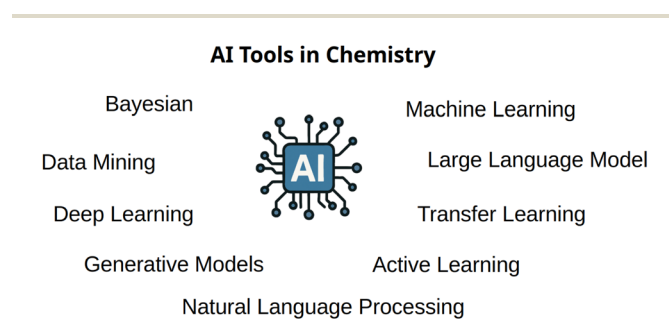 AI Tools in Chemistry
Bayesian
Machine Learning
Data Mining
AI
Large Language Model
Deep Learning
Transfer Learning
Generative Models
Active Learning
Natural Language Processing